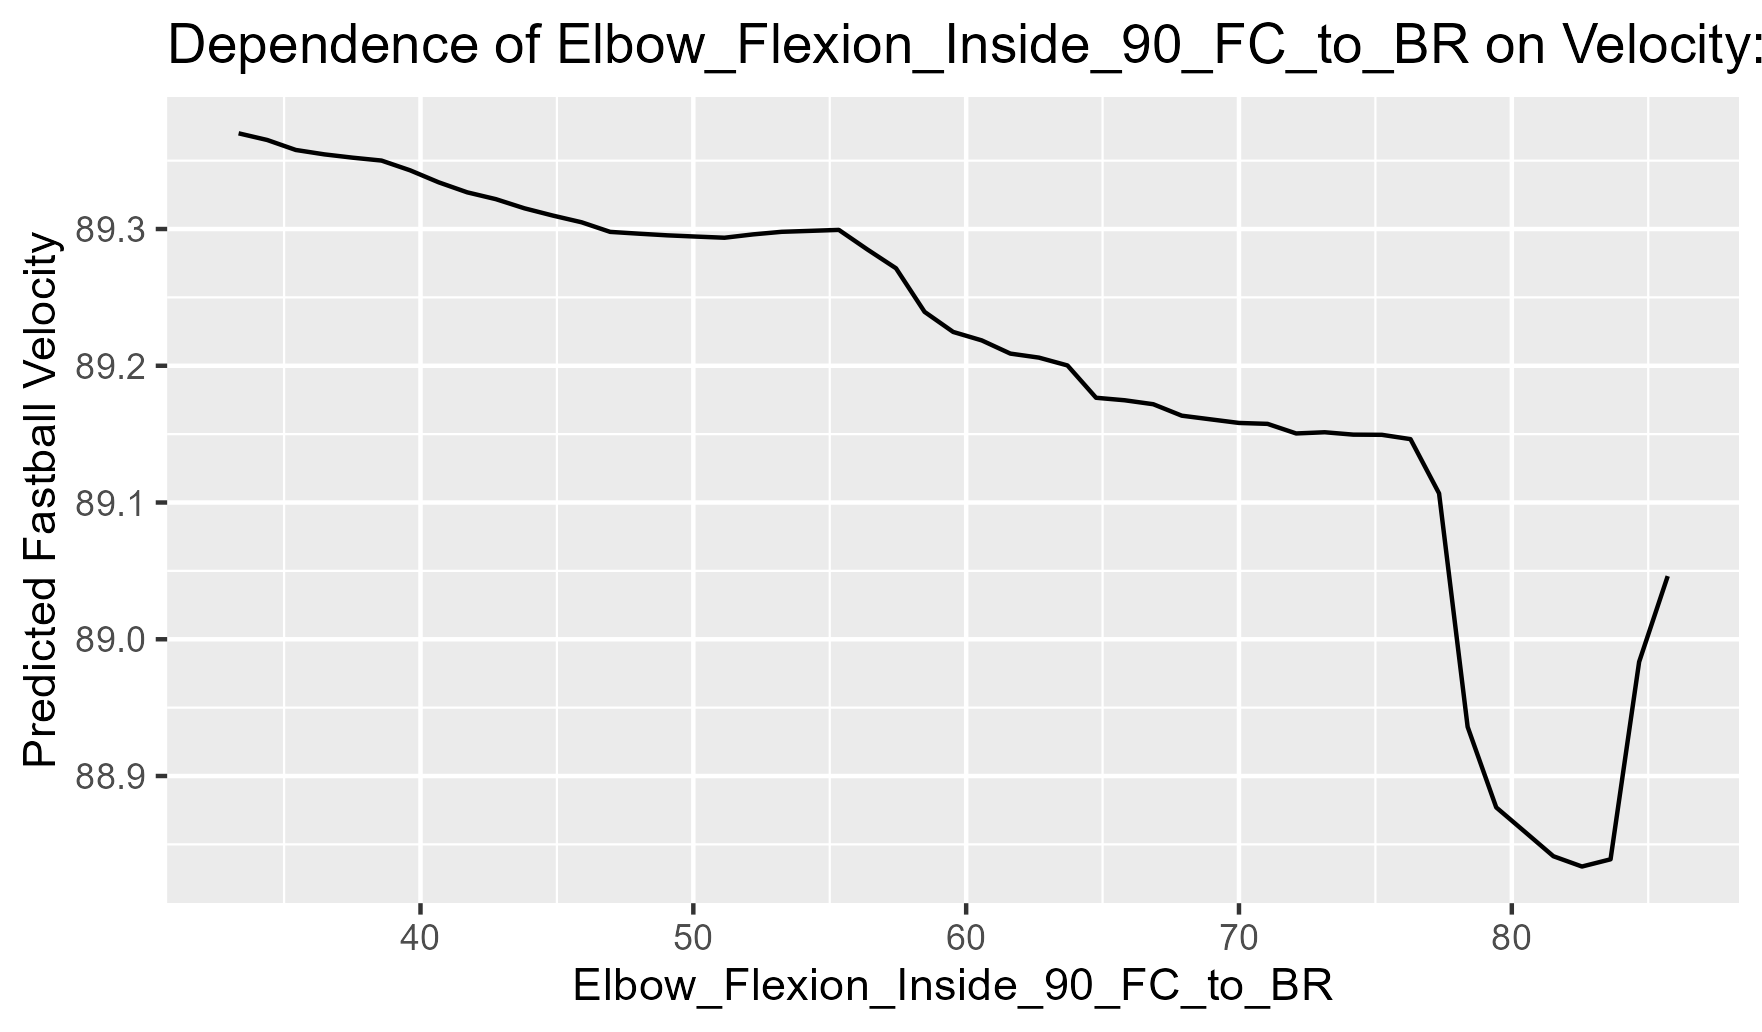 Dependence of Elbow_Flexion_Inside_90_FC_to_BR on Velocity:
Predicted Fastball Velocity
89.3
89.2
89.1
89.0
88.9
40 50 60 70 80
Elbow_Flexion_Inside_90_FC_to_BR